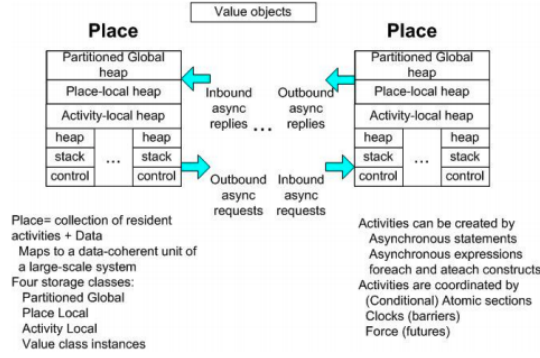 Value objects
Place
Partitioned Global
heap
Place-local heap
Activity-local heap
heap
heap
stack
...
stack
control
control
Inbound
async
replies
...
Outbound
async
replies
Outbound
async
requests
Inbound
async
requests
Place
Partitioned Global
heap
Place-local heap
Activity-local heap
heap
heap
stack
...
stack
control
control
Place= collection of resident
activities + Data
Maps to a data-coherent unit of
a large-scale system
Four storage classes:
Partitioned Global
Place Local
Activity Local
Value class instances
Activities can be created by
Asynchronous statements
Asynchronous expressions
foreach and ateach constructs
Activities are coordinated by
(Conditional) Atomic sections
Clocks (barriers)
Force (futures)